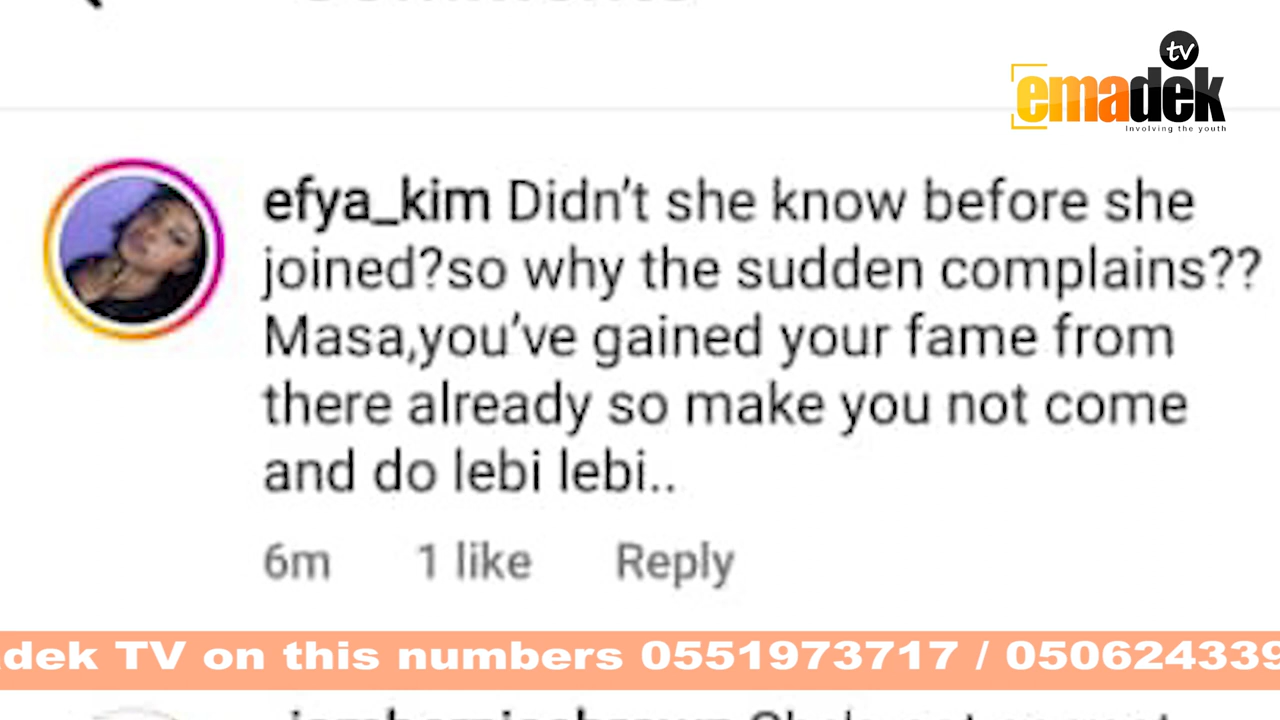 tv
emadek
Involving the youth
efya_kim Didn't she know before she
joined?so why the sudden complains??
Masa,you've gained your fame from
there already so make you not come
and do lebi lebi..
6m 1 like Reply
dek TV on this numbers 0551973717 / 050624339